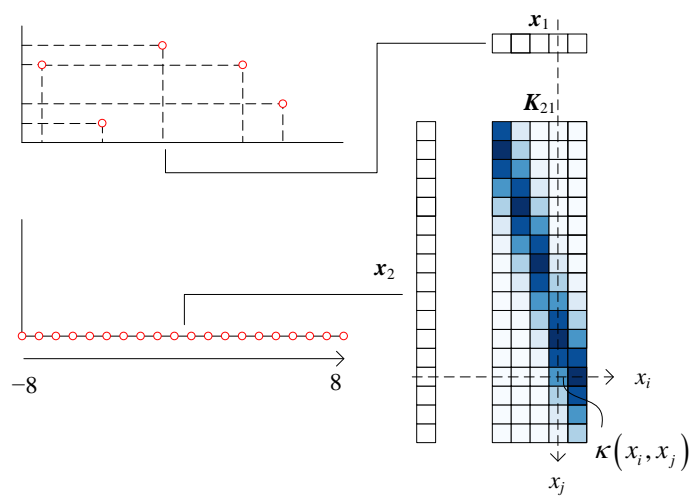 x₁
K₂₁
x₂
−8
8
xᵢ
κ(xᵢ, xⱼ)
xⱼ